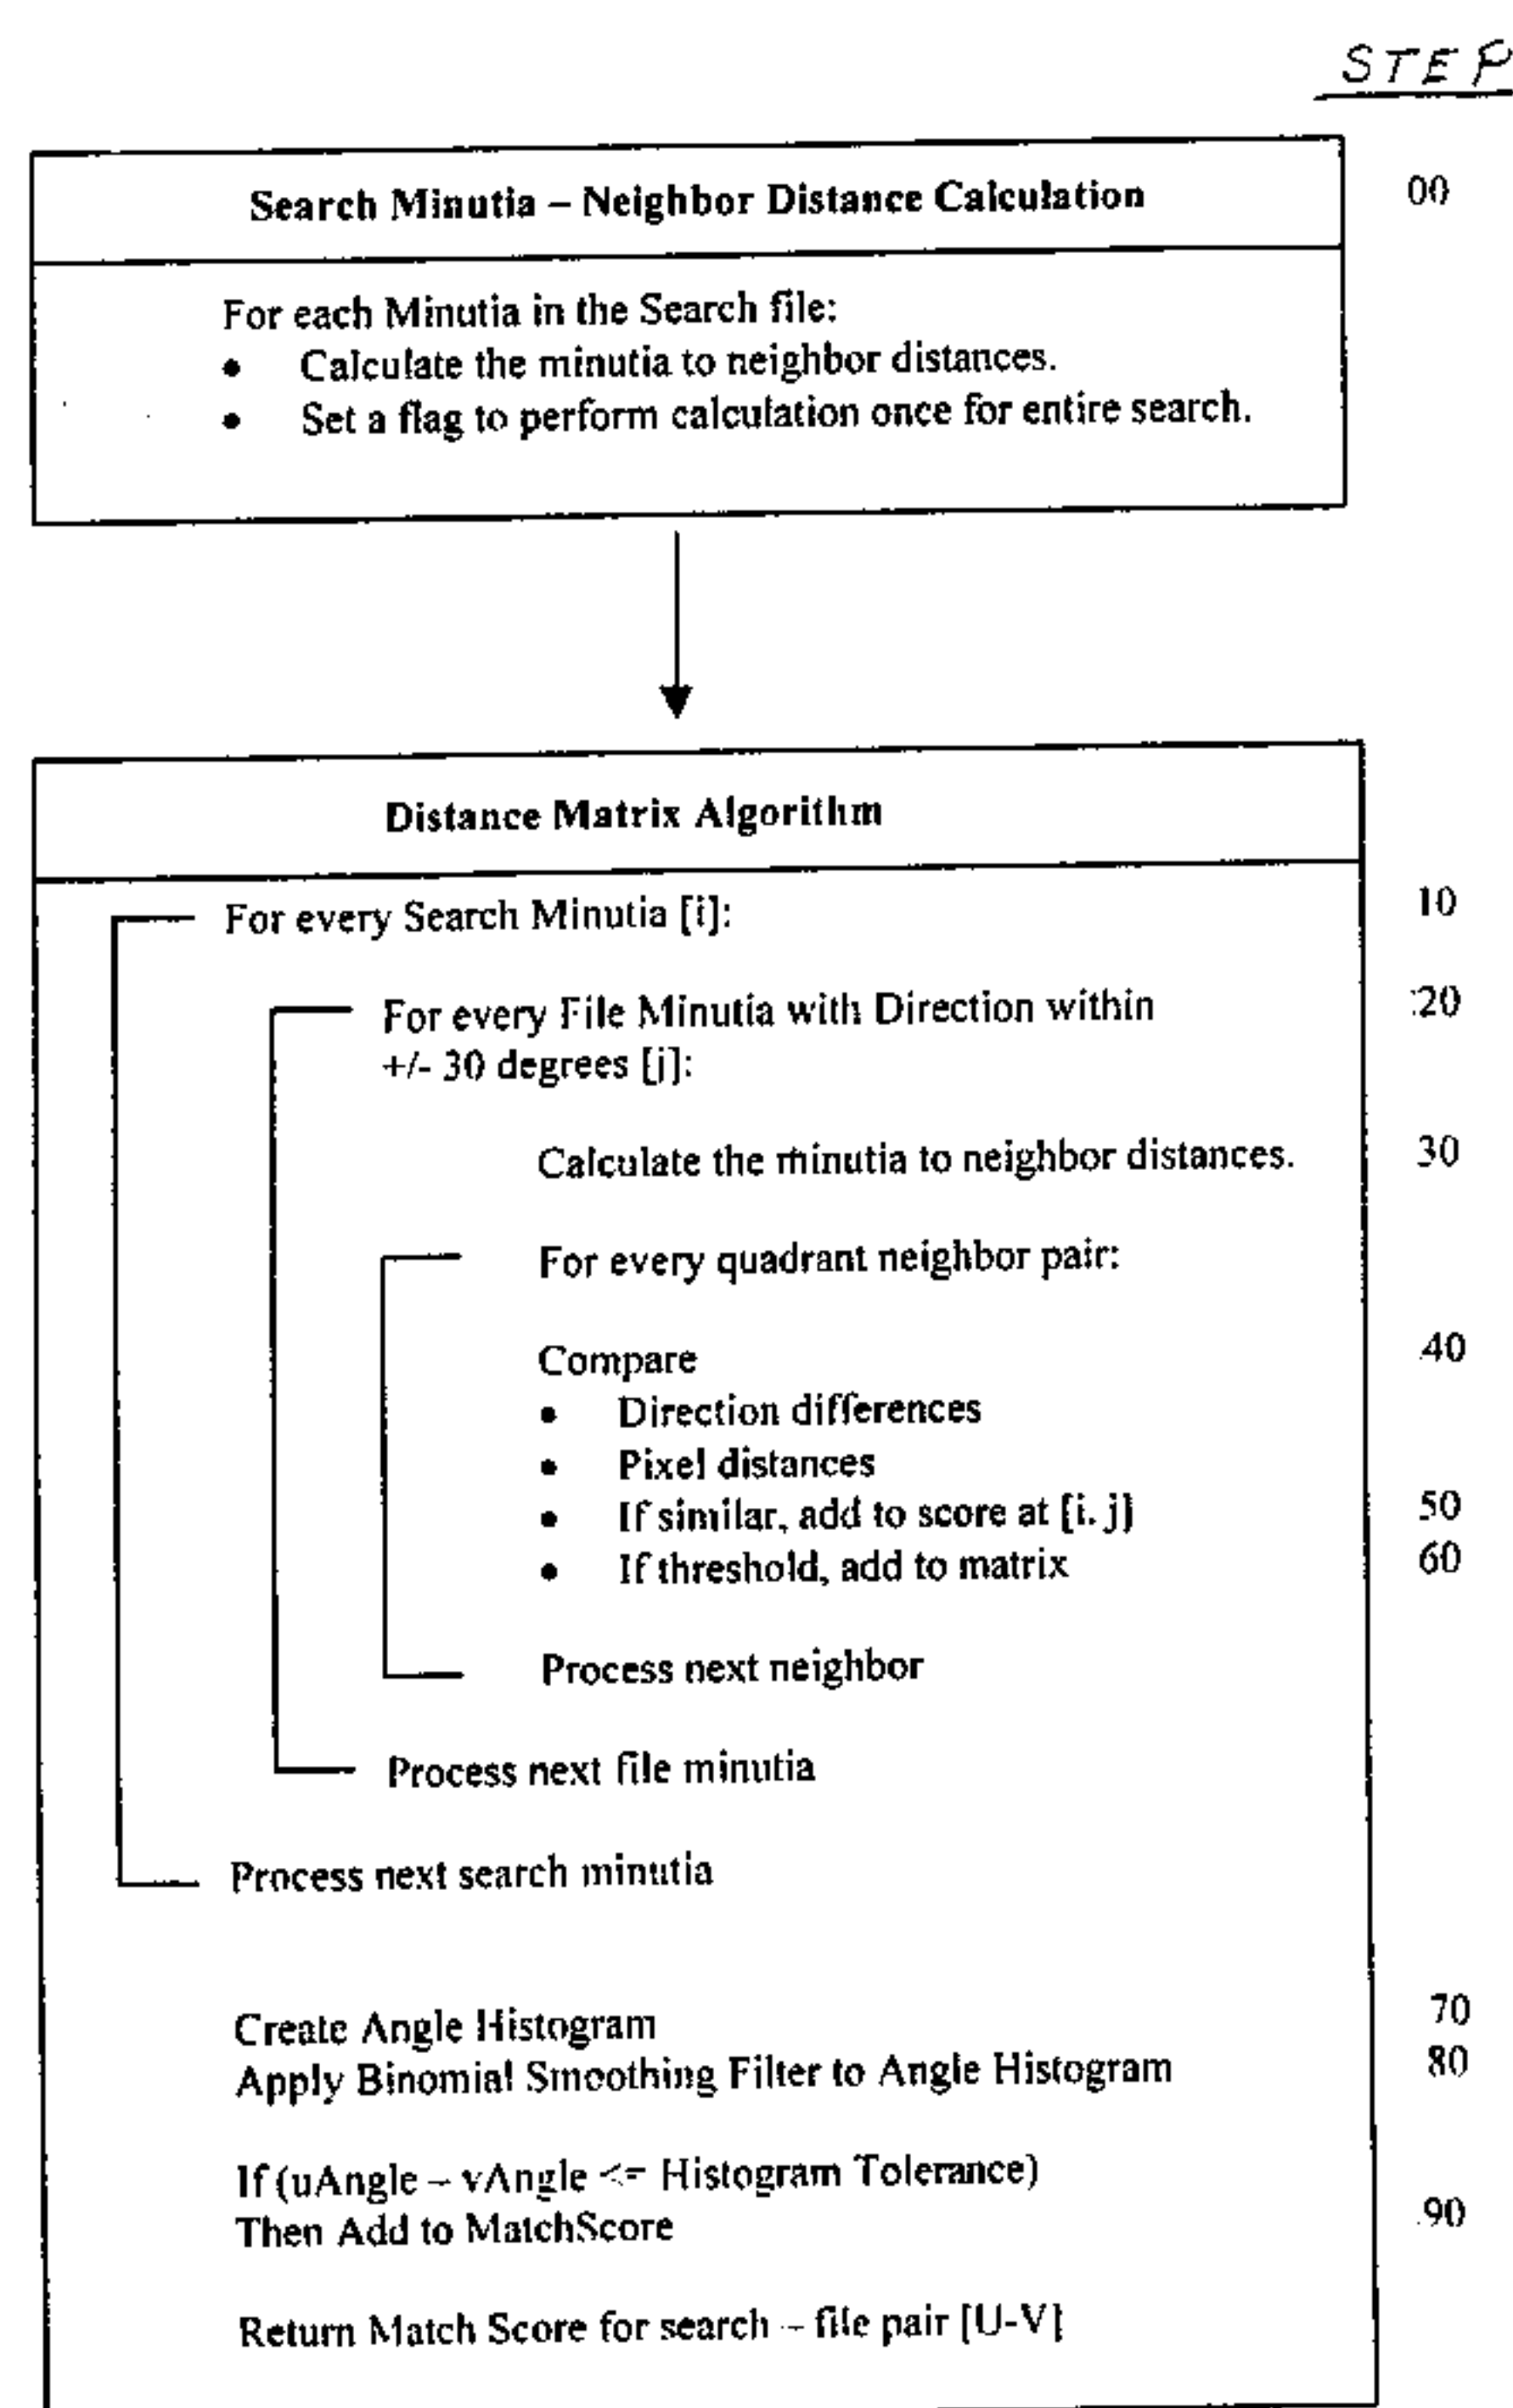 STEP
Search Minutia – Neighbor Distance Calculation 00
For each Minutia in the Search file:
• Calculate the minutia to neighbor distances.
• Set a flag to perform calculation once for entire search.
Distance Matrix Algorithm
For every Search Minutia [i]: 10
For every File Minutia with Direction within 20
+/- 30 degrees [j]:
Calculate the minutia to neighbor distances. 30
For every quadrant neighbor pair:
Compare 40
• Direction differences
• Pixel distances
• If similar, add to score at [i, j] 50
• If threshold, add to matrix 60
Process next neighbor
Process next file minutia
Process next search minutia
Create Angle Histogram 70
Apply Binomial Smoothing Filter to Angle Histogram 80
If (uAngle – vAngle <= Histogram Tolerance)
Then Add to MatchScore 90
Return Match Score for search – file pair [U-V]